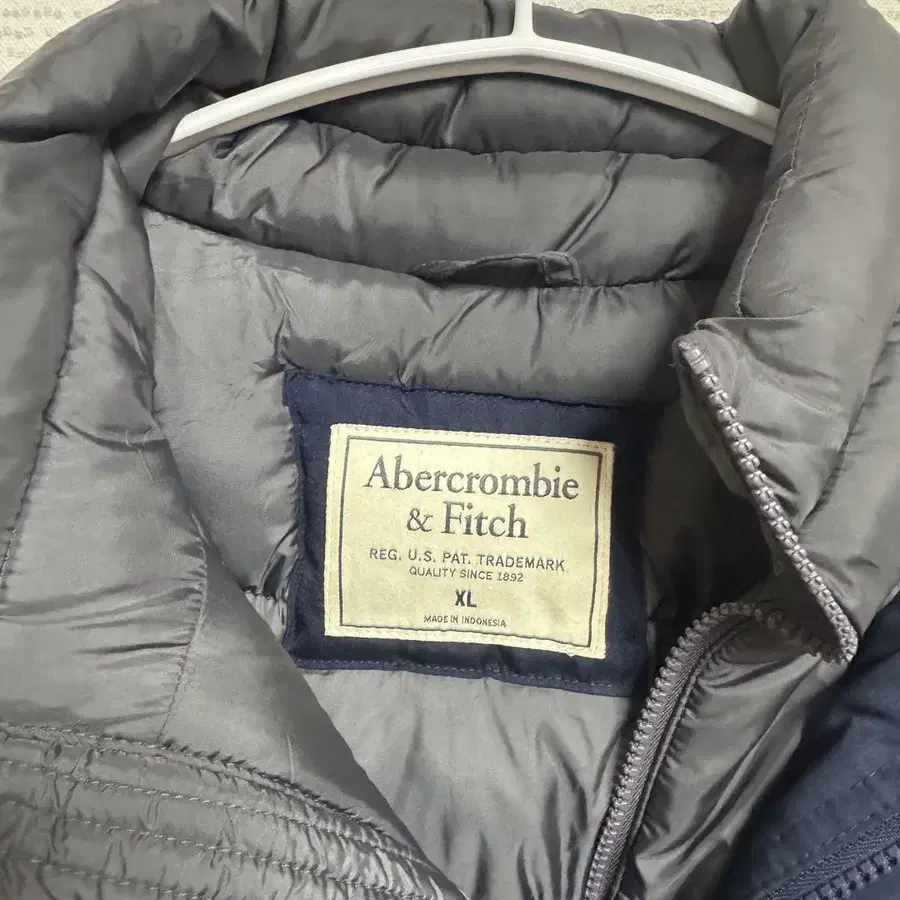 Abercrombie
& Fitch
REG. U.S. PAT. TRADEMARK
QUALITY SINCE 1892
XL
MADE IN INDONESIA